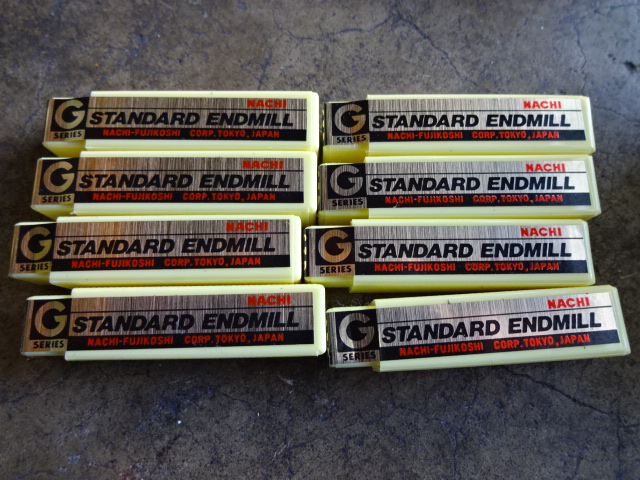 NACHI
G STANDARD ENDMILL
SERIES NACHI-FUJIKOSHI CORP. TOKYO, JAPAN
NACHI
G STANDARD ENDMILL
SERIES NACHI-FUJIKOSHI CORP. TOKYO, JAPAN
NACHI
G STANDARD ENDMILL
SERIES NACHI-FUJIKOSHI CORP. TOKYO, JAPAN
NACHI
G STANDARD ENDMILL
SERIES NACHI-FUJIKOSHI CORP. TOKYO, JAPAN
NACHI
G STANDARD ENDMILL
SERIES NACHI-FUJIKOSHI CORP. TOKYO, JAPAN
NACHI
G STANDARD ENDMILL
SERIES NACHI-FUJIKOSHI CORP. TOKYO, JAPAN
NACHI
G STANDARD ENDMILL
SERIES NACHI-FUJIKOSHI CORP. TOKYO, JAPAN
NACHI
G STANDARD ENDMILL
SERIES NACHI-FUJIKOSHI CORP. TOKYO, JAPAN